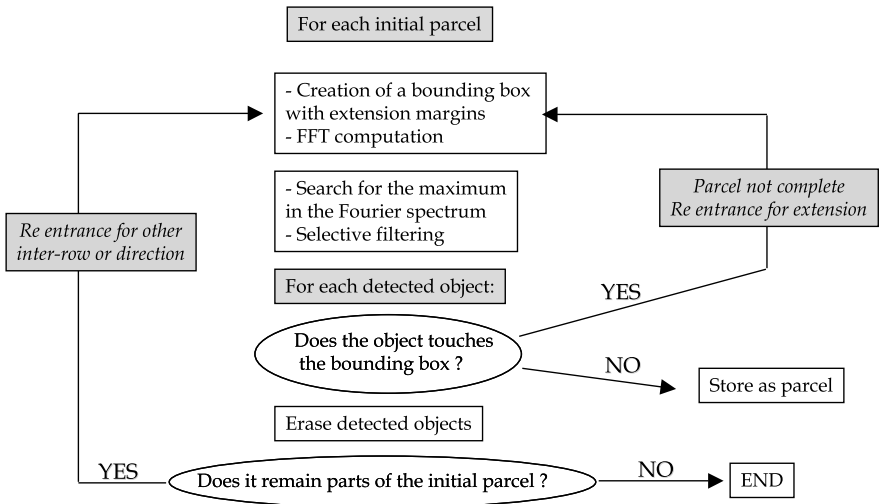 For each initial parcel
- Creation of a bounding box
with extension margins
- FFT computation
- Search for the maximum
in the Fourier spectrum
- Selective filtering
Parcel not complete
Re entrance for extension
Re entrance for other
inter-row or direction
For each detected object:
YES
Does the object touches
the bounding box ?
NO
Store as parcel
Erase detected objects
YES
Does it remain parts of the initial parcel ?
NO
END